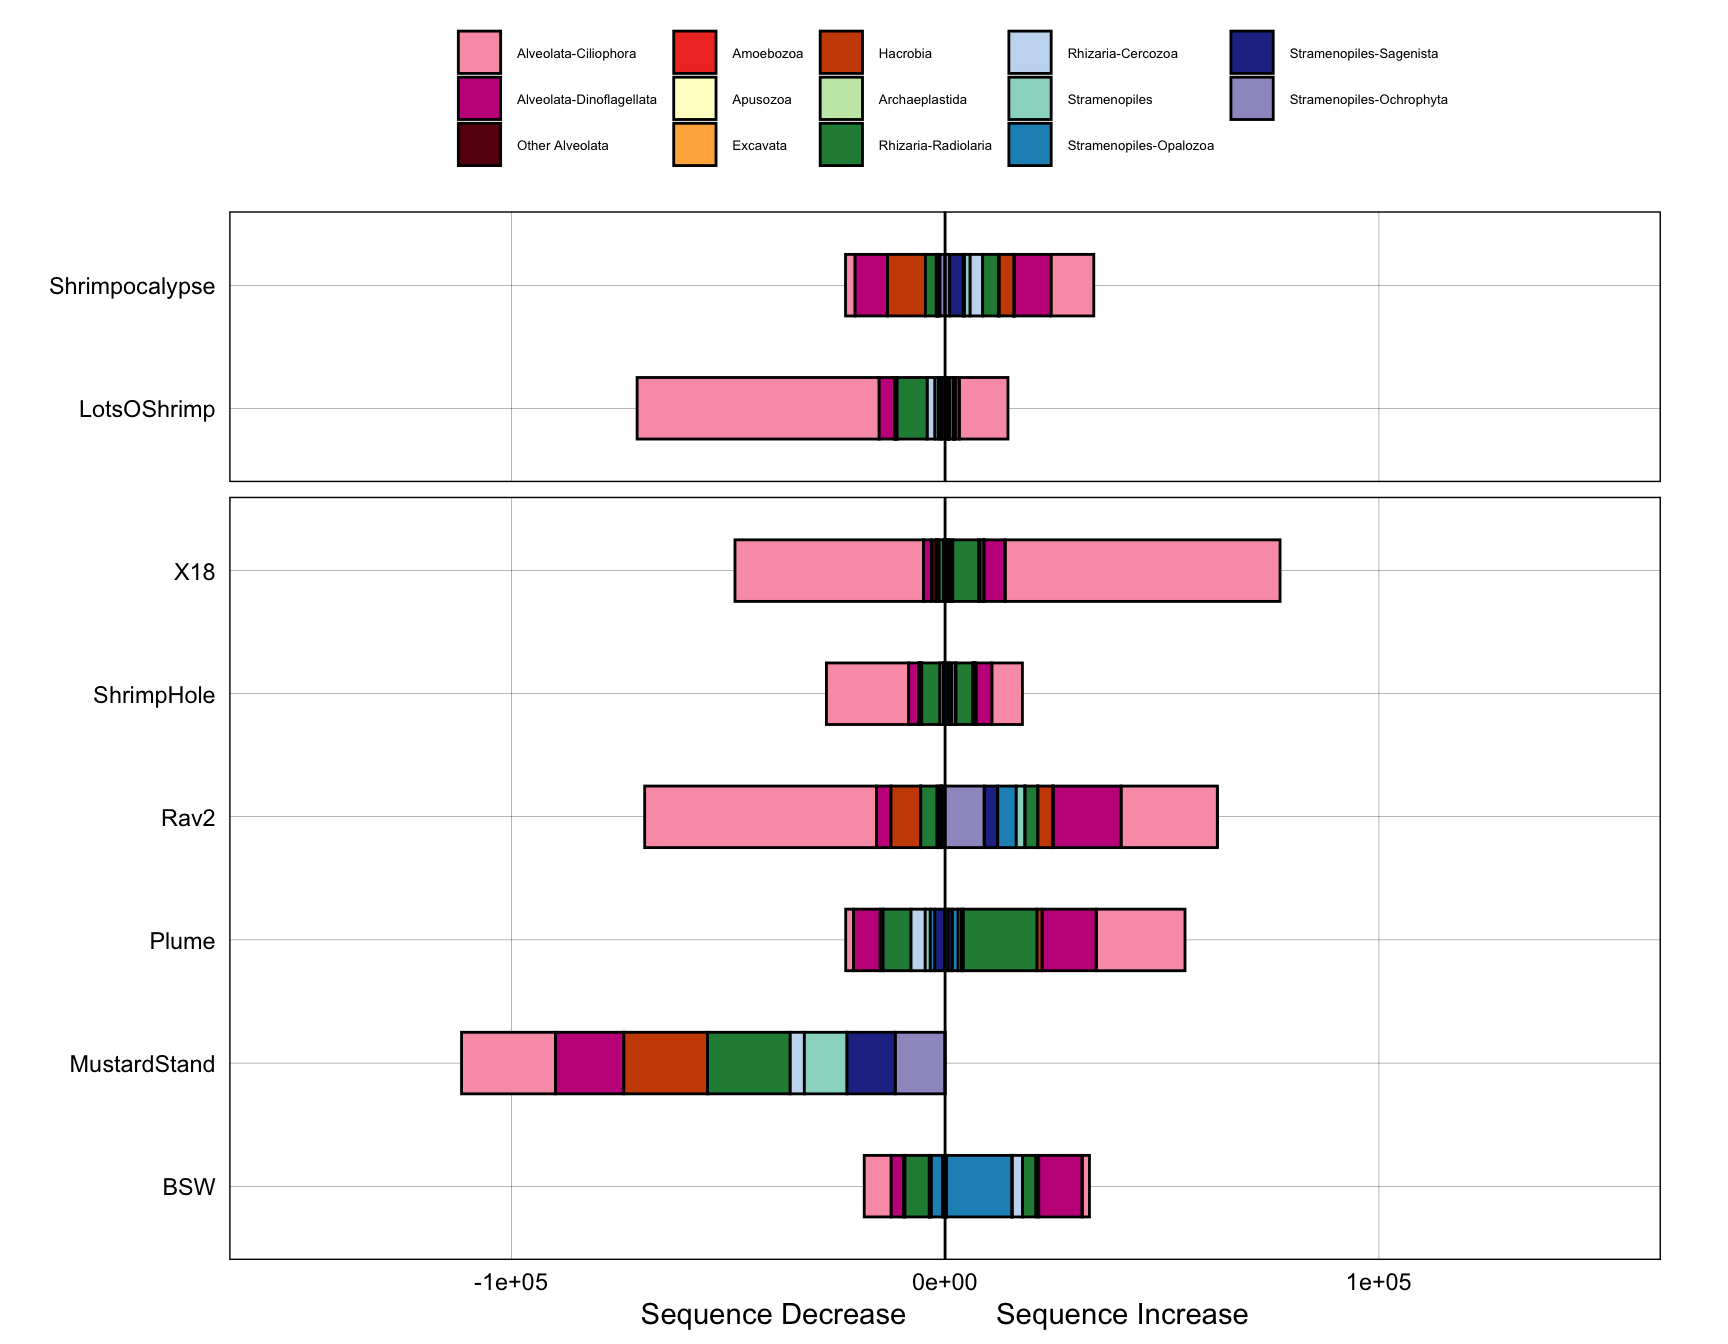 Alveolata-Ciliophora Amoebozoa Hacrobia Rhizaria-Cercozoa Stramenopiles-Sagenista
Alveolata-Dinoflagellata Apusozoa Archaeplastida Stramenopiles Stramenopiles-Ochrophyta
Other Alveolata Excavata Rhizaria-Radiolaria Stramenopiles-Opalozoa
Shrimpocalypse
LotsOShrimp
X18
ShrimpHole
Rav2
Plume
MustardStand
BSW
-1e+05 0e+00 1e+05
Sequence Decrease Sequence Increase